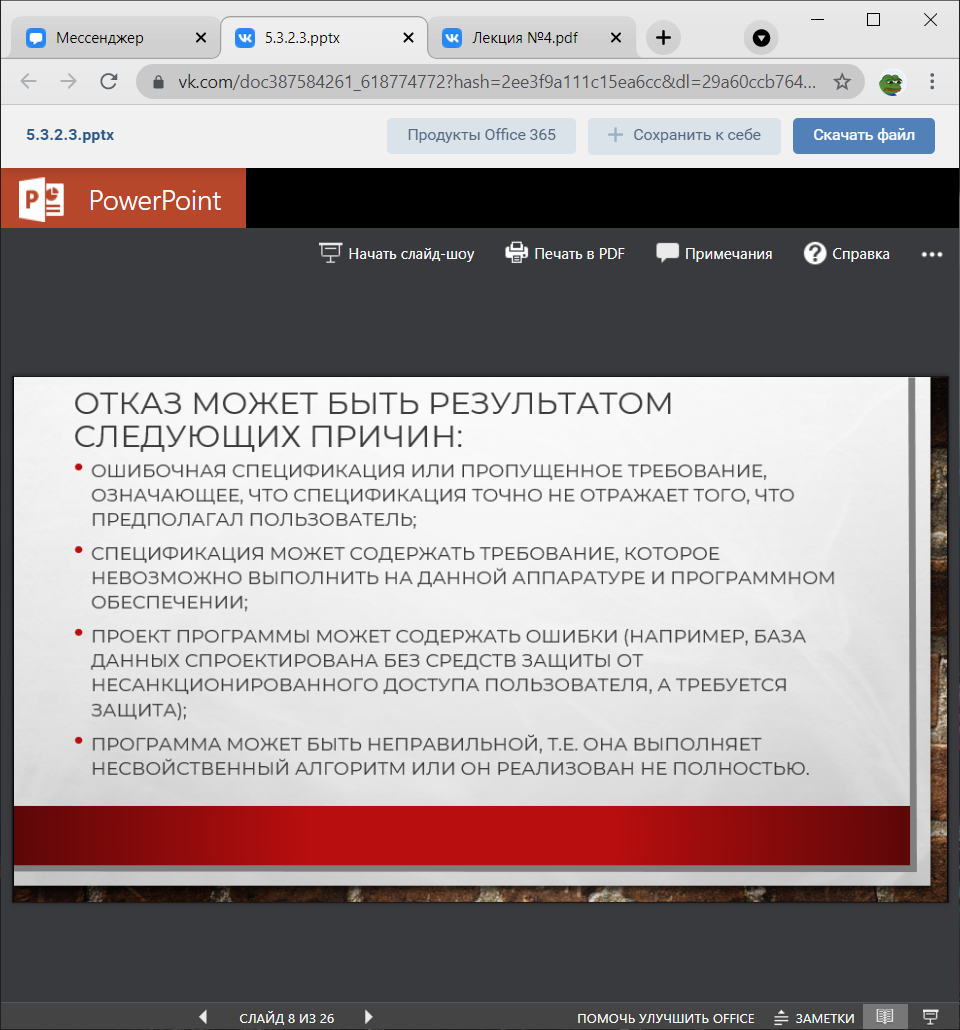 Мессенджер
5.3.2.3.pptx
Лекция №4.pdf
vk.com/doc387584261_618774772?hash=2ee3f9a111c15ea6cc&dl=29a60ccb764...
5.3.2.3.pptx
Продукты Office 365
Сохранить к себе
Скачать файл
PowerPoint
Начать слайд-шоу
Печать в PDF
Примечания
Справка
ОТКАЗ МОЖЕТ БЫТЬ РЕЗУЛЬТАТОМ
СЛЕДУЮЩИХ ПРИЧИН:
• ОШИБОЧНАЯ СПЕЦИФИКАЦИЯ ИЛИ ПРОПУЩЕННОЕ ТРЕБОВАНИЕ,
ОЗНАЧАЮЩЕЕ, ЧТО СПЕЦИФИКАЦИЯ ТОЧНО НЕ ОТРАЖАЕТ ТОГО, ЧТО
ПРЕДПОЛАГАЛ ПОЛЬЗОВАТЕЛЬ;
• СПЕЦИФИКАЦИЯ МОЖЕТ СОДЕРЖАТЬ ТРЕБОВАНИЕ, КОТОРОЕ
НЕВОЗМОЖНО ВЫПОЛНИТЬ НА ДАННОЙ АППАРАТУРЕ И ПРОГРАММНОМ
ОБЕСПЕЧЕНИИ;
• ПРОЕКТ ПРОГРАММЫ МОЖЕТ СОДЕРЖАТЬ ОШИБКИ (НАПРИМЕР, БАЗА
ДАННЫХ СПРОЕКТИРОВАНА БЕЗ СРЕДСТВ ЗАЩИТЫ ОТ
НЕСАНКЦИОНИРОВАННОГО ДОСТУПА ПОЛЬЗОВАТЕЛЯ, А ТРЕБУЕТСЯ
ЗАЩИТА);
• ПРОГРАММА МОЖЕТ БЫТЬ НЕПРАВИЛЬНОЙ, Т.Е. ОНА ВЫПОЛНЯЕТ
НЕСВОЙСТВЕННЫЙ АЛГОРИТМ ИЛИ ОН РЕАЛИЗОВАН НЕ ПОЛНОСТЬЮ.
СЛАЙД 8 ИЗ 26
ПОМОЧЬ УЛУЧШИТЬ OFFICE
ЗАМЕТКИ